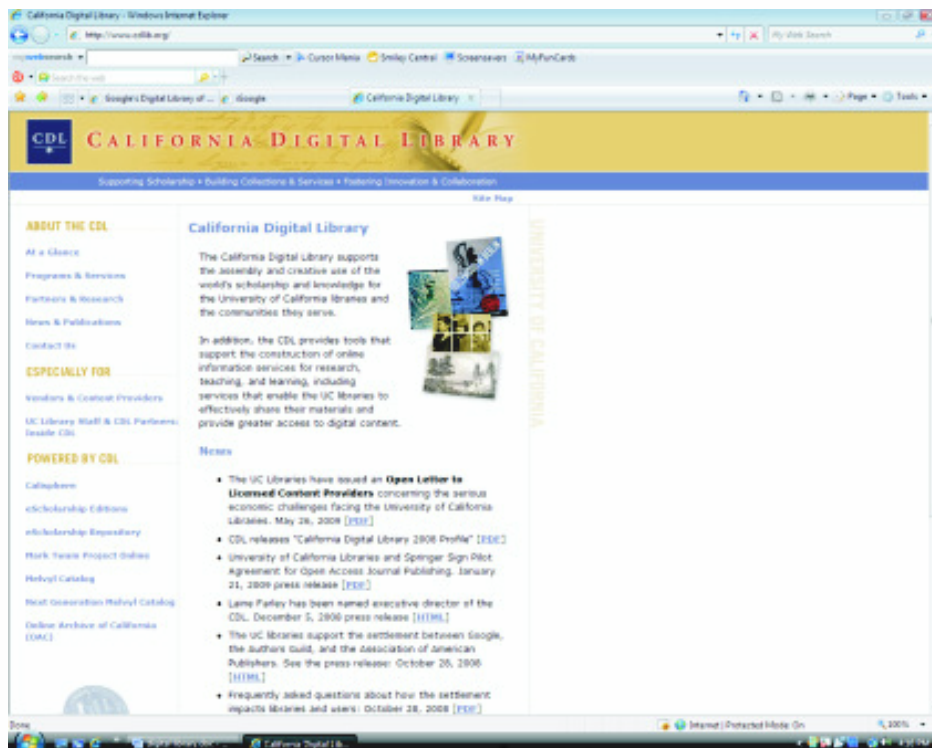 California Digital Library - Windows Internet Explorer
http://www.cdlib.org/
My Web Search
Search
Cursor Mania
Smiley Central
Screensavers
MyFunCards
Search the web
Google's Digital Library of ...
iGoogle
California Digital Library
Page
Tools
CDL
CALIFORNIA DIGITAL LIBRARY
Supporting Scholarship • Building Collections & Services • Fostering Innovation & Collaboration
Site Map
ABOUT THE CDL
At a Glance
Programs & Services
Partners & Research
News & Publications
Contact Us
ESPECIALLY FOR
Vendors & Content Providers
UC Library Staff & CDL Partners:
Inside CDL
POWERED BY CDL
Calisphere
eScholarship Editions
eScholarship Repository
Mark Twain Project Online
Melvyl Catalog
Next Generation Melvyl Catalog
Online Archive of California
(OAC)
California Digital Library
The California Digital Library supports
the assembly and creative use of the
world's scholarship and knowledge for
the University of California libraries and
the communities they serve.
In addition, the CDL provides tools that
support the construction of online
information services for research,
teaching, and learning, including
services that enable the UC libraries to
effectively share their materials and
provide greater access to digital content.
News
• The UC Libraries have issued an Open Letter to
Licensed Content Providers concerning the serious
economic challenges facing the University of California
Libraries. May 26, 2009 [PDF]
• CDL releases "California Digital Library 2008 Profile" [PDF]
• University of California Libraries and Springer Sign Pilot
Agreement for Open Access Journal Publishing. January
21, 2009 press release [PDF]
• Laine Farley has been named executive director of the
CDL. December 5, 2008 press release [HTML]
• The UC libraries support the settlement between Google,
the Authors Guild, and the Association of American
Publishers. See the press release: October 28, 2008
[HTML]
• Frequently asked questions about how the settlement
impacts libraries and users: October 28, 2008 [PDF]
UNIVERSITY OF CALIFORNIA
Done
Internet | Protected Mode: On
100%
California Digital Lib...